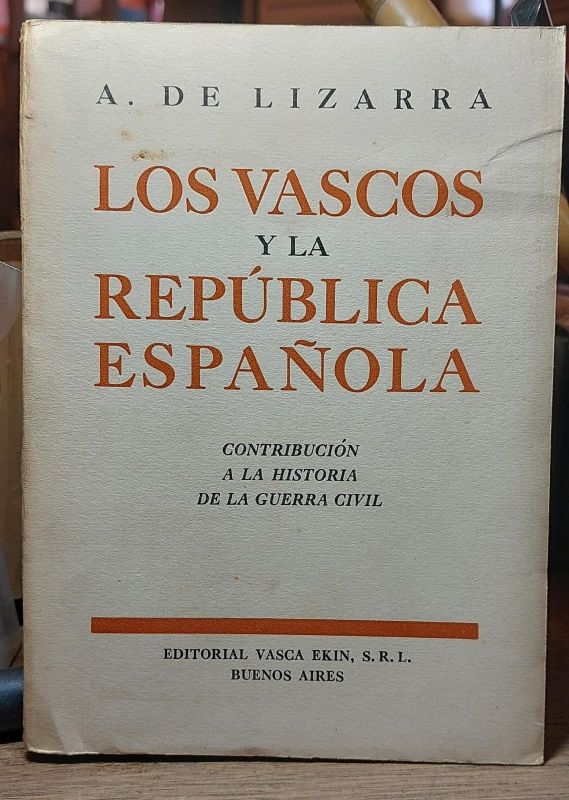 A. DE LIZARRA
LOS VASCOS
Y LA
REPÚBLICA
ESPAÑOLA
CONTRIBUCIÓN
A LA HISTORIA
DE LA GUERRA CIVIL
EDITORIAL VASCA EKIN, S.R.L.
BUENOS AIRES